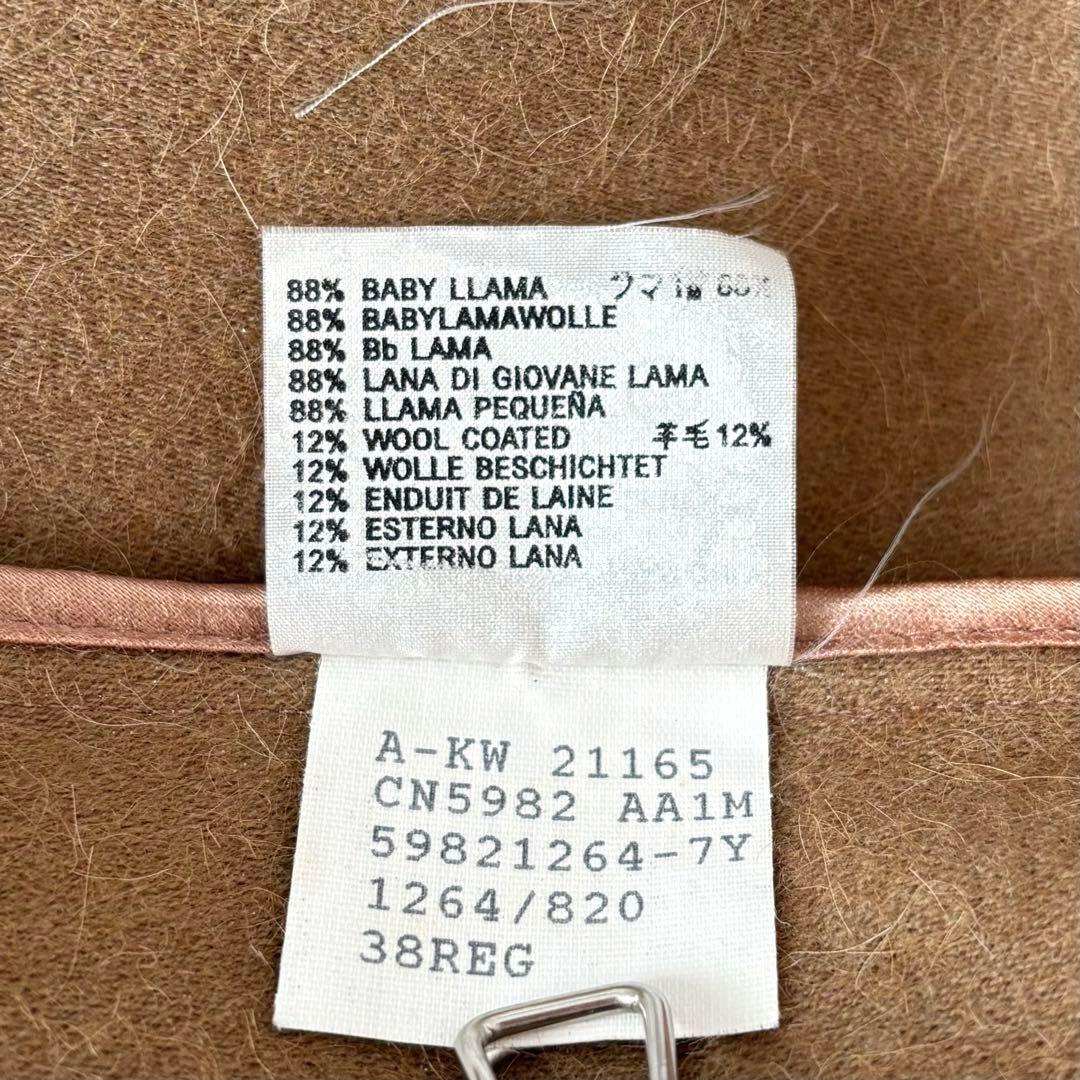 88% BABY LLAMA
88% BABYLAMAWOLLE
88% Bb LAMA
88% LANA DI GIOVANE LAMA
88% LLAMA PEQUEÑA
12% WOOL COATED 羊毛12%
12% WOLLE BESCHICHTET
12% ENDUIT DE LAINE
12% ESTERNO LANA
12% EXTERNO LANA
A-KW 21165
CN5982 AA1M
59821264-7Y
1264/820
38REG